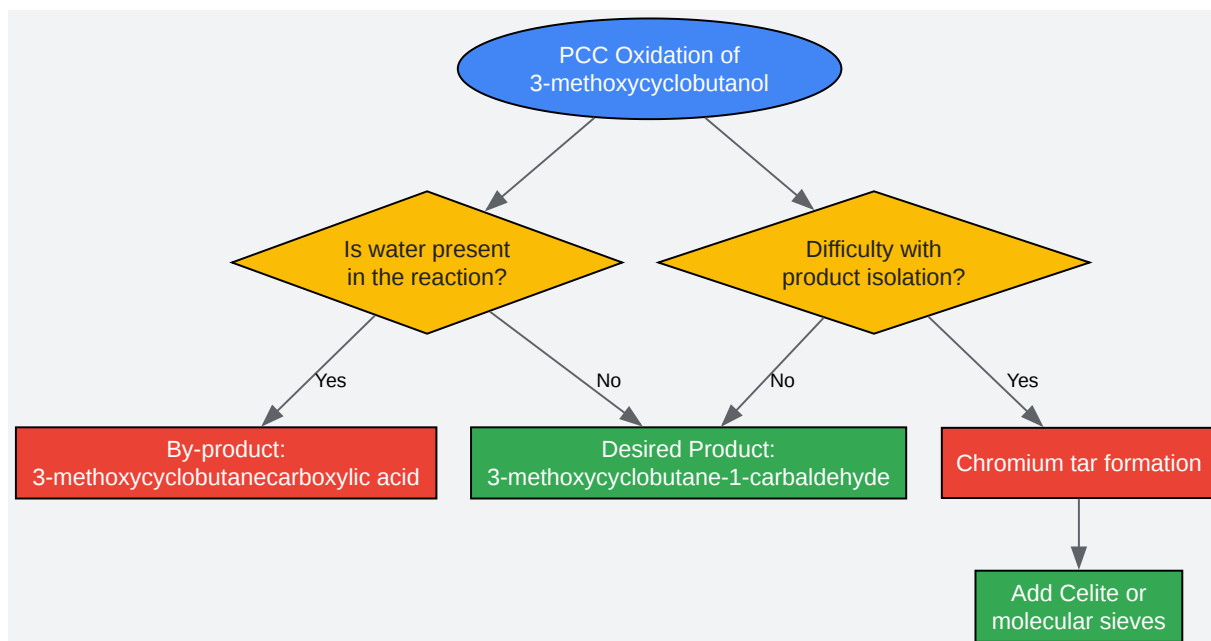 PCC Oxidation of
3-methoxycyclobutanol
Is water present
in the reaction?
Difficulty with
product isolation?
Yes
No
No
Yes
By-product:
3-methoxycyclobutanecarboxylic acid
Desired Product:
3-methoxycyclobutane-1-carbaldehyde
Chromium tar formation
Add Celite or
molecular sieves